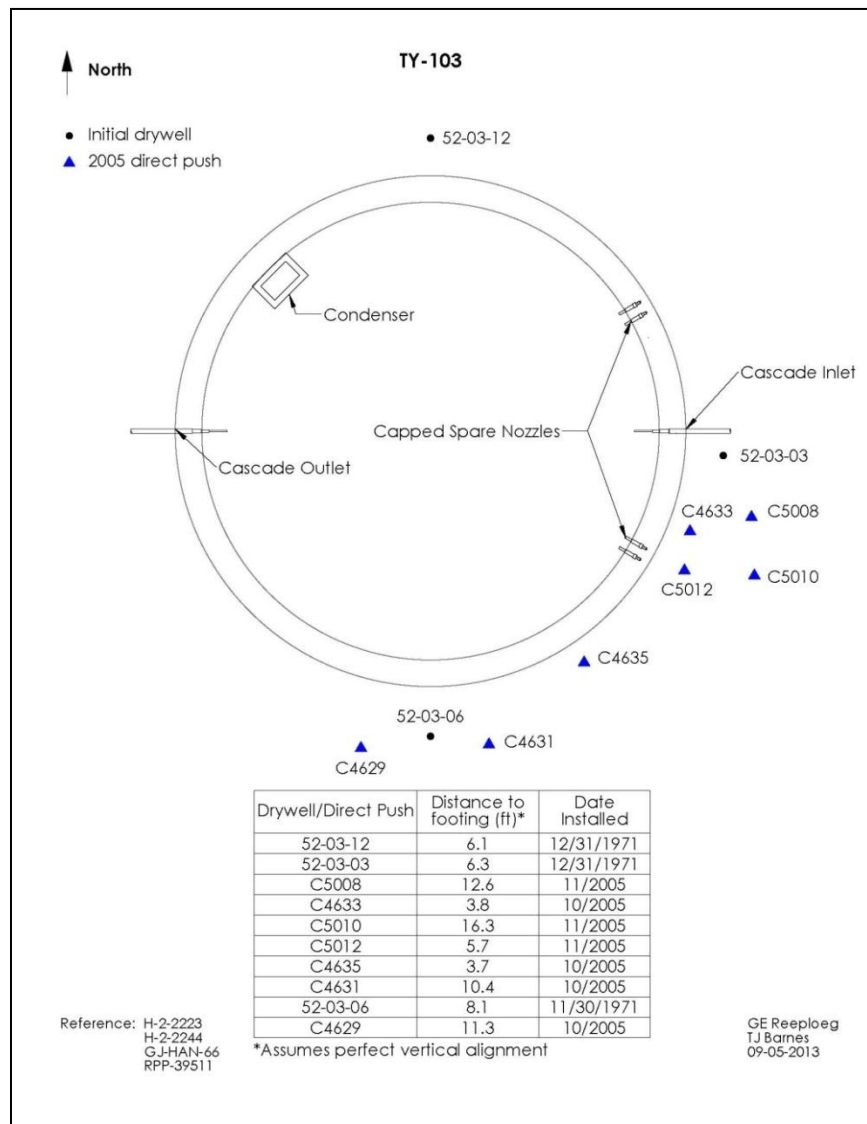 TY-103
North
Initial drywell
2005 direct push
52-03-12
Condenser
Cascade Inlet
Capped Spare Nozzles
Cascade Outlet
52-03-03
C4633
C5008
C5012
C5010
C4635
52-03-06
C4631
C4629
Drywell/Direct Push Distance to footing (ft)* Date Installed
52-03-12 6.1 12/31/1971
52-03-03 6.3 12/31/1971
C5008 12.6 11/2005
C4633 3.8 10/2005
C5010 16.3 11/2005
C5012 5.7 11/2005
C4635 3.7 10/2005
C4631 10.4 10/2005
52-03-06 8.1 11/30/1971
C4629 11.3 10/2005
*Assumes perfect vertical alignment
Reference: H-2-2223
H-2-2244
GJ-HAN-66
RPP-39511
GE Reeploeg
TJ Barnes
09-05-2013